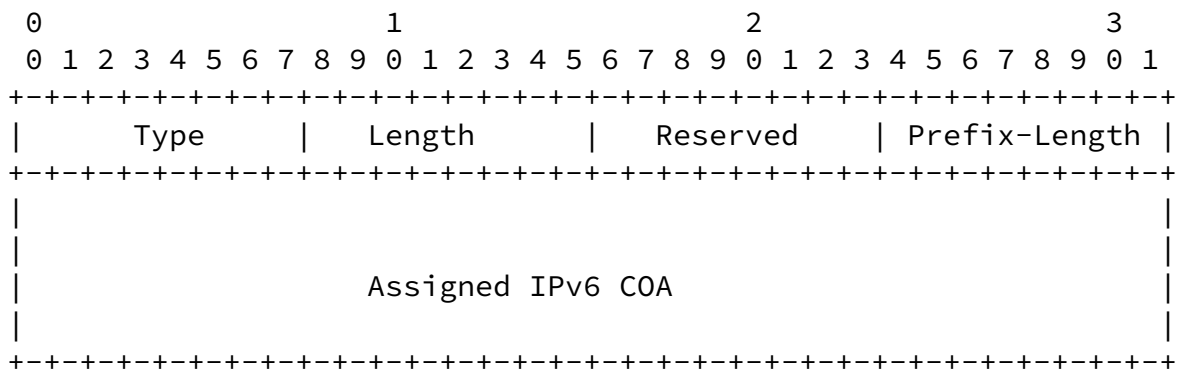 0                   1                   2                   3
 0 1 2 3 4 5 6 7 8 9 0 1 2 3 4 5 6 7 8 9 0 1 2 3 4 5 6 7 8 9 0 1
+-+-+-+-+-+-+-+-+-+-+-+-+-+-+-+-+-+-+-+-+-+-+-+-+-+-+-+-+-+-+-+-+
|      Type     |   Length      |   Reserved    | Prefix-Length |
+-+-+-+-+-+-+-+-+-+-+-+-+-+-+-+-+-+-+-+-+-+-+-+-+-+-+-+-+-+-+-+-+
|                                                               |
|                                                               |
|                   Assigned IPv6 COA                           |
|                                                               |
+-+-+-+-+-+-+-+-+-+-+-+-+-+-+-+-+-+-+-+-+-+-+-+-+-+-+-+-+-+-+-+-+